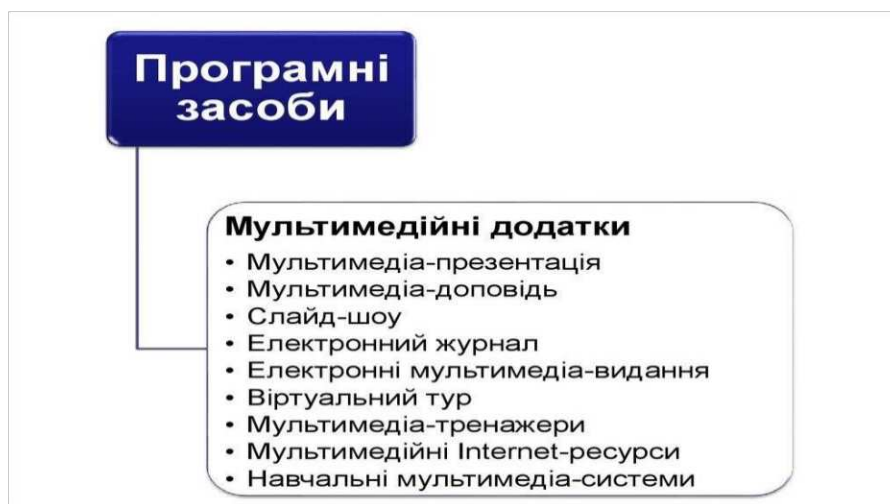 Програмні
засоби
Мультимедійні додатки
• Мультимедіа-презентація
• Мультимедіа-доповідь
• Слайд-шоу
• Електронний журнал
• Електронні мультимедіа-видання
• Віртуальний тур
• Мультимедіа-тренажери
• Мультимедійні Internet-ресурси
• Навчальні мультимедіа-системи